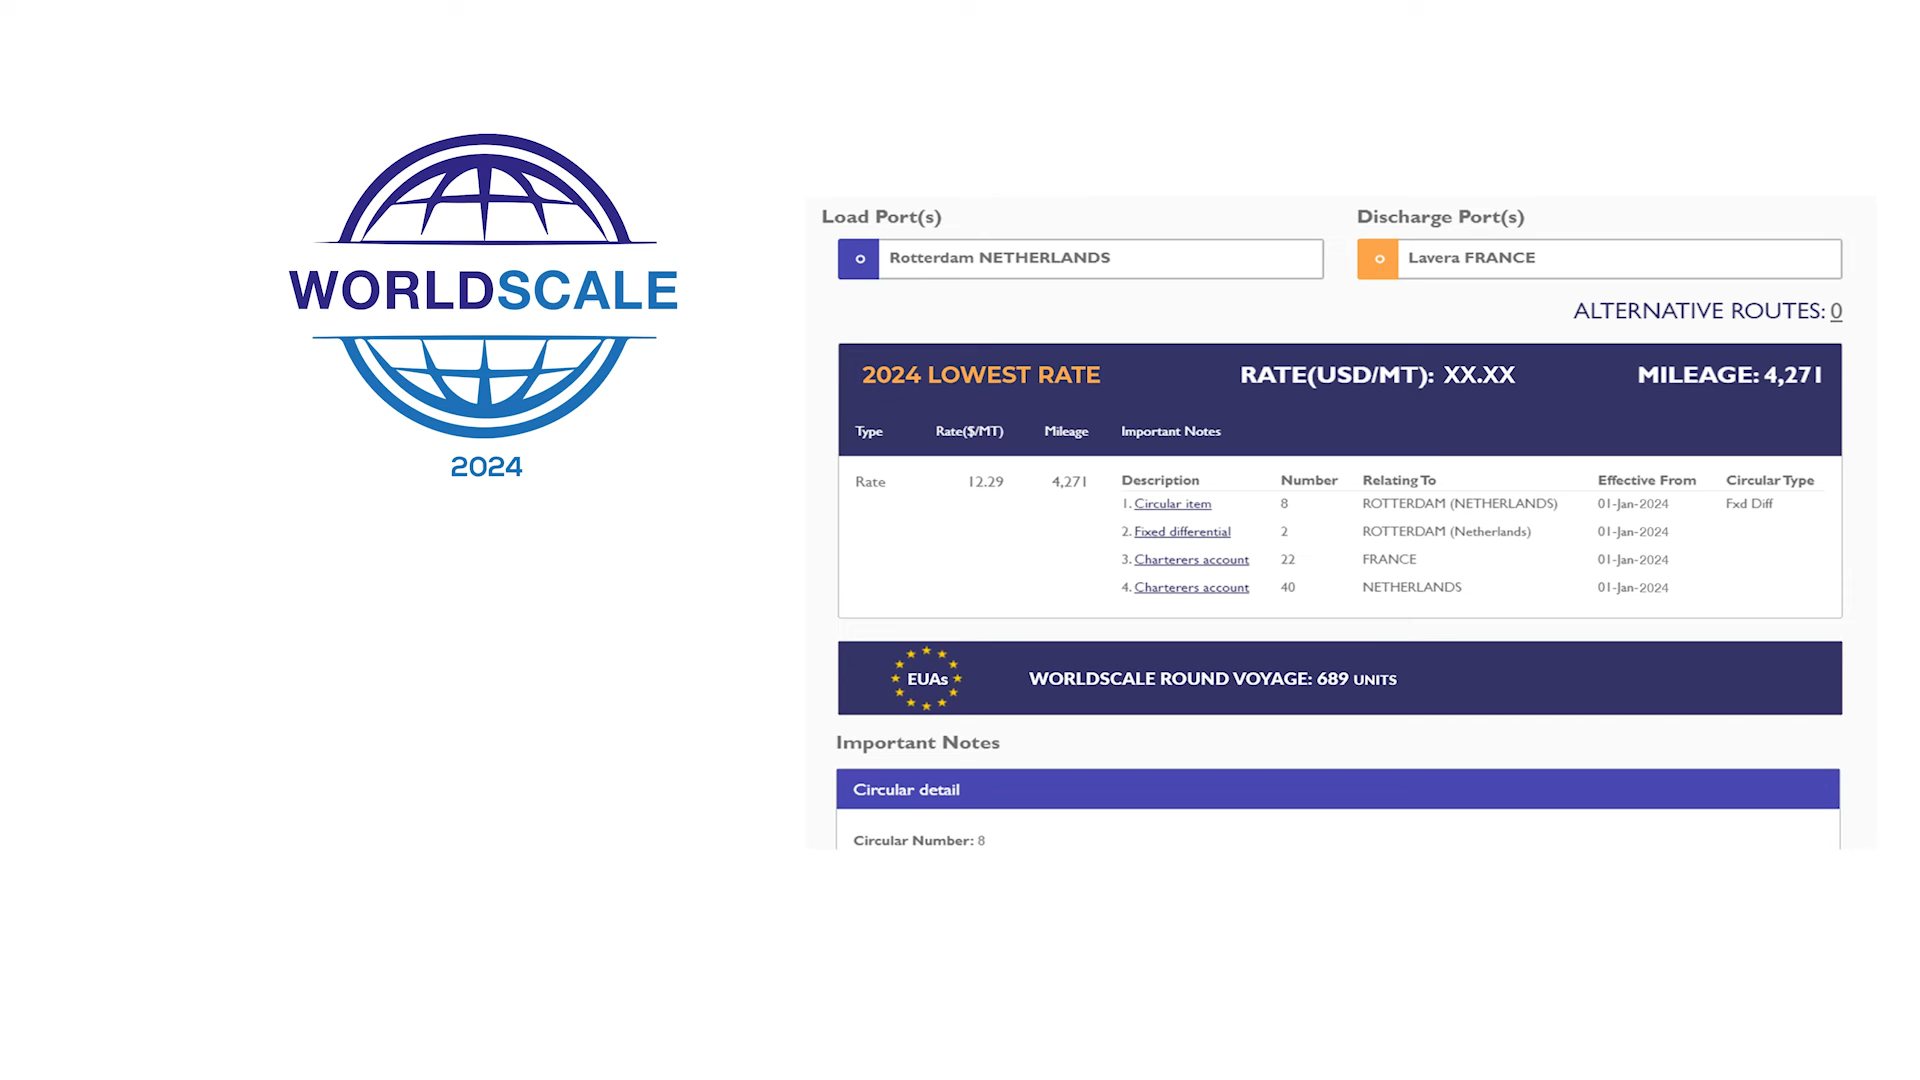 WORLDSCALE
2024
Load Port(s) Discharge Port(s)
Rotterdam NETHERLANDS Lavera FRANCE
ALTERNATIVE ROUTES: 0
2024 LOWEST RATE RATE(USD/MT): XX.XX MILEAGE: 4,271
Type Rate($/MT) Mileage Important Notes
Rate 12.29 4,271 Description Number Relating To Effective From Circular Type
1. Circular item 8 ROTTERDAM (NETHERLANDS) 01-Jan-2024 Fxd Diff
2. Fixed differential 2 ROTTERDAM (Netherlands) 01-Jan-2024
3. Charterers account 22 FRANCE 01-Jan-2024
4. Charterers account 40 NETHERLANDS 01-Jan-2024
EUAs WORLDSCALE ROUND VOYAGE: 689 UNITS
Important Notes
Circular detail
Circular Number: 8